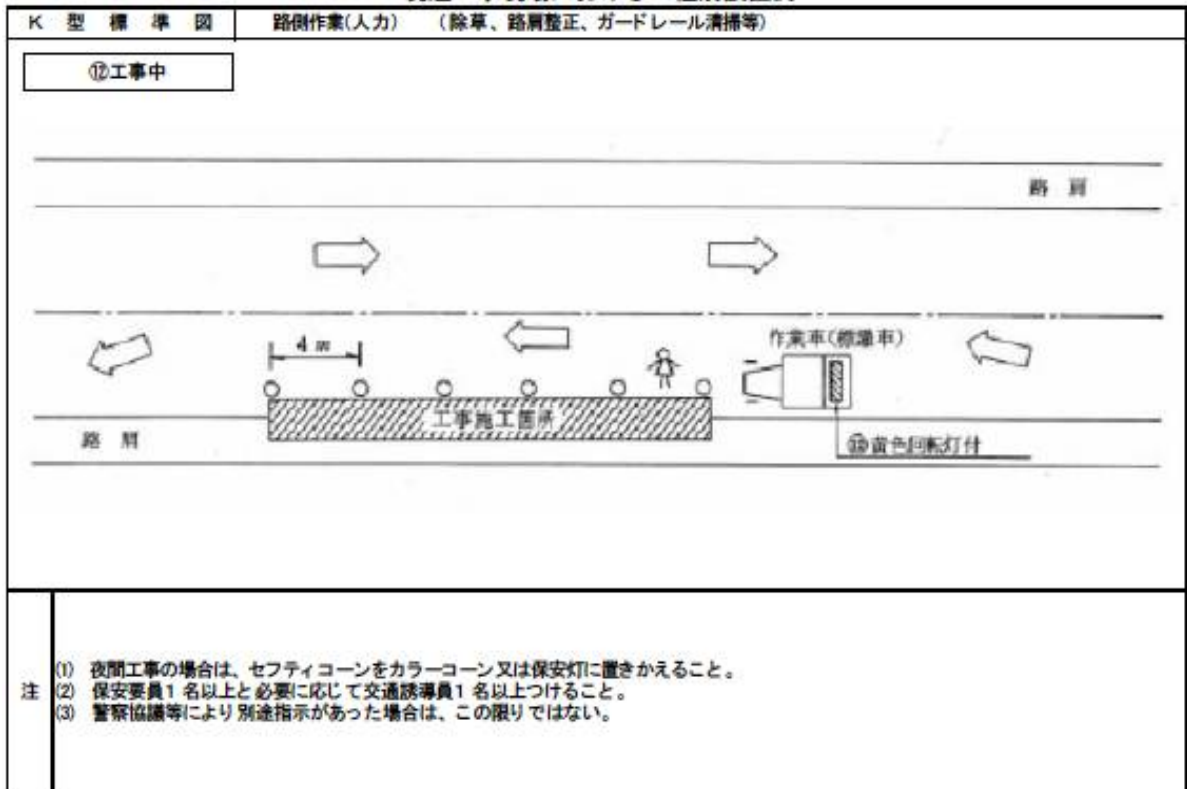 K型標準図 路側作業(人力) (除草、路肩整正、ガードレール清掃等)
⑫工事中
路肩
作業車(標識車)
4m
工事施工箇所
路肩
黄色回転灯付
注
(1) 夜間工事の場合は、セフティコーンをカラーコーン又は保安灯に置きかえること。
(2) 保安要員1名以上と必要に応じて交通誘導員1名以上つけること。
(3) 警察協議等により別途指示があった場合は、この限りではない。